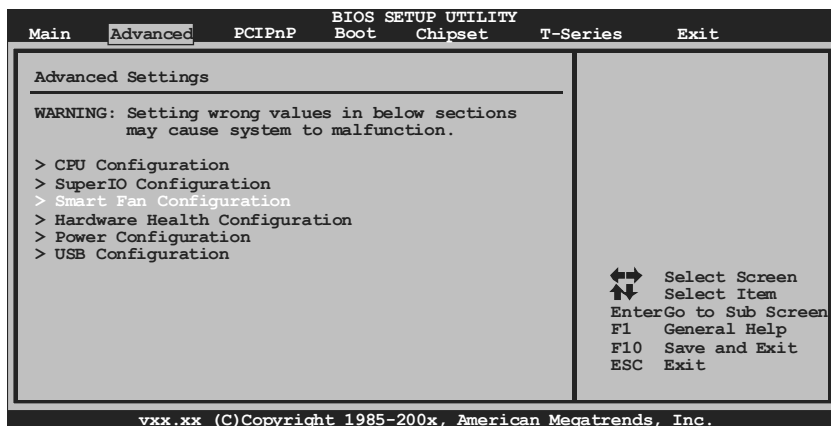 BIOS SETUP UTILITY
Main Advanced PCIPnP Boot Chipset T-Series Exit
Advanced Settings
WARNING: Setting wrong values in below sections
may cause system to malfunction.
> CPU Configuration
> SuperIO Configuration
> Smart Fan Configuration
> Hardware Health Configuration
> Power Configuration
> USB Configuration
Select Screen
Select Item
EnterGo to Sub Screen
F1 General Help
F10 Save and Exit
ESC Exit
vxx.xx (C)Copyright 1985-200x, American Megatrends, Inc.